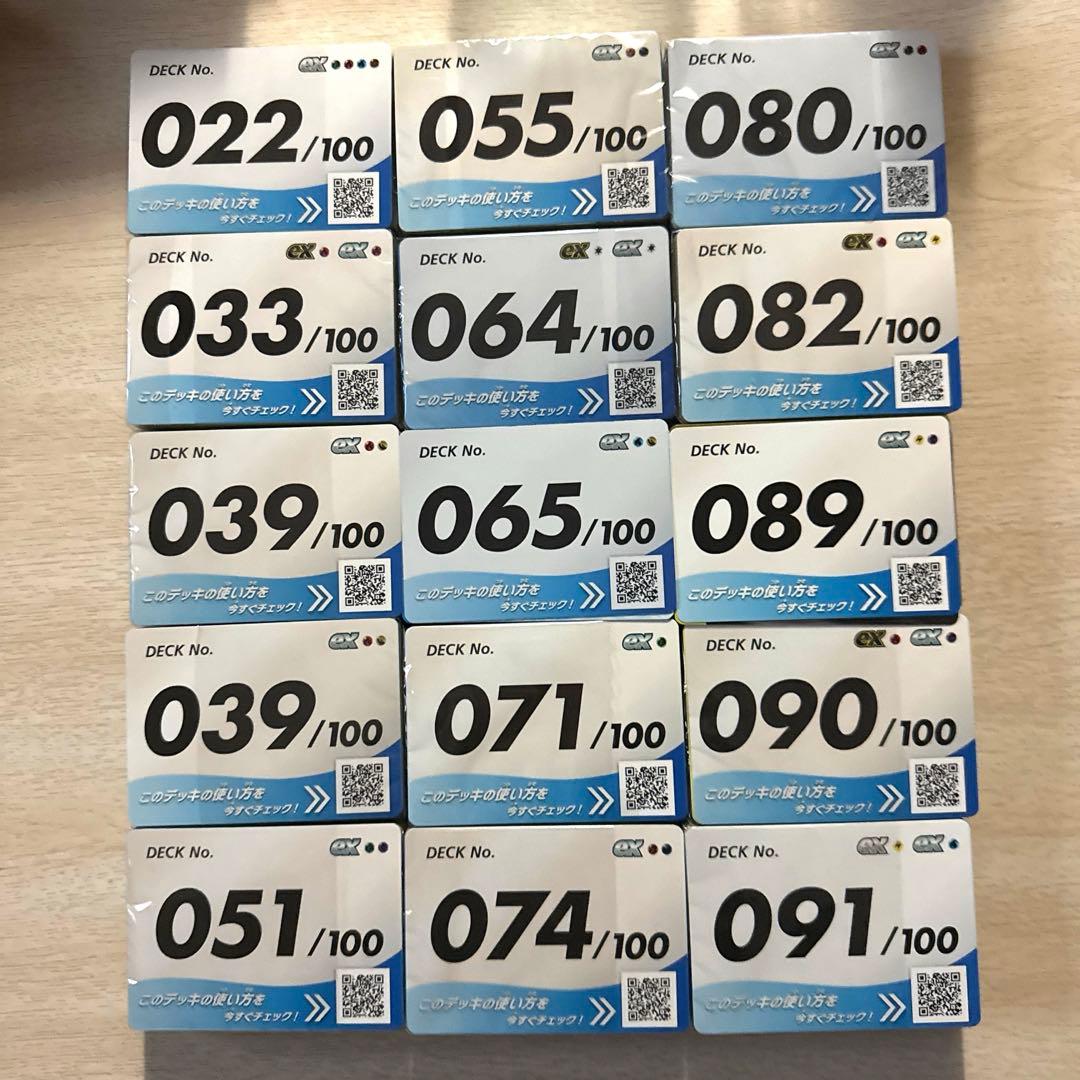 DECK No. ex
022/100
このデッキの使い方を
今すぐチェック!
DECK No. ex
055/100
このデッキの使い方を
今すぐチェック!
DECK No. ex
080/100
このデッキの使い方を
今すぐチェック!
DECK No. ex ex
033/100
このデッキの使い方を
今すぐチェック!
DECK No. ex ex
064/100
このデッキの使い方を
今すぐチェック!
DECK No. ex ex
082/100
このデッキの使い方を
今すぐチェック!
DECK No. ex
039/100
このデッキの使い方を
今すぐチェック!
DECK No. ex
065/100
このデッキの使い方を
今すぐチェック!
DECK No. ex
089/100
このデッキの使い方を
今すぐチェック!
DECK No. ex
039/100
このデッキの使い方を
今すぐチェック!
DECK No. ex
071/100
このデッキの使い方を
今すぐチェック!
DECK No. ex ex
090/100
このデッキの使い方を
今すぐチェック!
DECK No. ex
051/100
このデッキの使い方を
今すぐチェック!
DECK No. ex
074/100
このデッキの使い方を
今すぐチェック!
DECK No. ex ex
091/100
このデッキの使い方を
今すぐチェック!